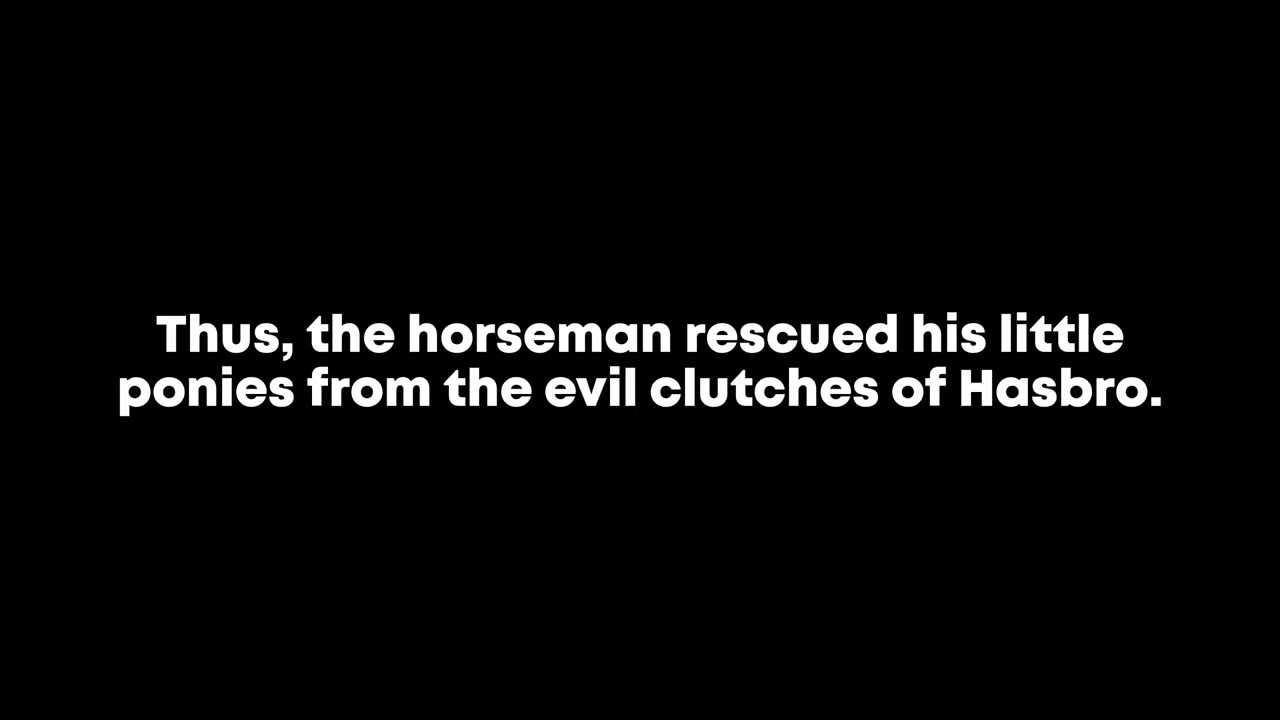 Thus, the horseman rescued his little
ponies from the evil clutches of Hasbro.